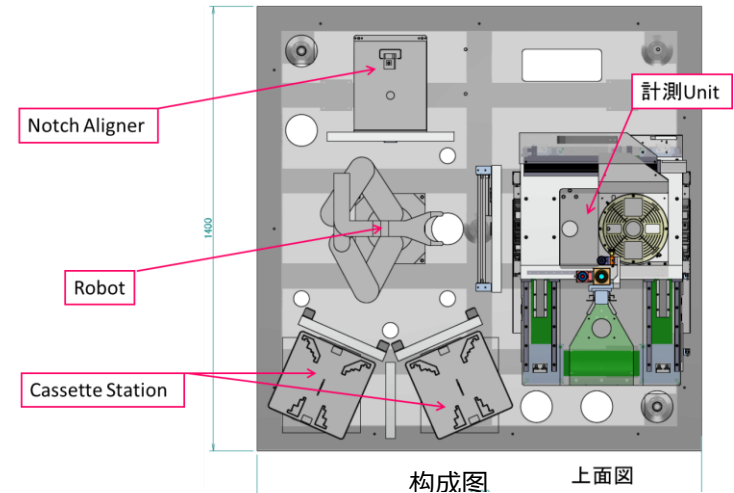 計測Unit
Notch Aligner
1400
Robot
Cassette Station
构成图
上面図